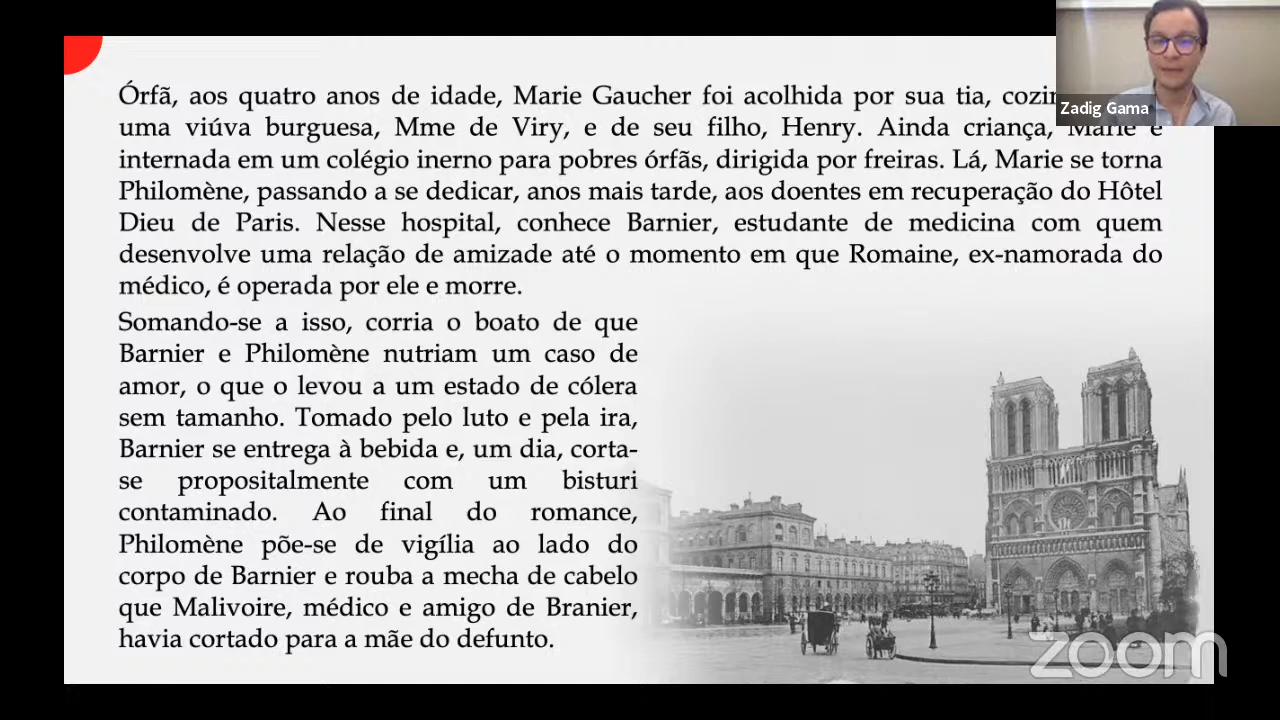 Órfã, aos quatro anos de idade, Marie Gaucher foi acolhida por sua tia,
uma viúva burguesa, Mme de Viry, e de seu filho, Henry. Ainda criança, Marie é
internada em um colégio inerno para pobres órfãs, dirigida por freiras. Lá, Marie se torna
Philomène, passando a se dedicar, anos mais tarde, aos doentes em recuperação do Hôtel
Dieu de Paris. Nesse hospital, conhece Barnier, estudante de medicina com quem
desenvolve uma relação de amizade até o momento em que Romaine, ex-namorada do
médico, é operada por ele e morre.
Somando-se a isso, corria o boato de que
Barnier e Philomène nutriam um caso de
amor, o que o levou a um estado de cólera
sem tamanho. Tomado pelo luto e pela ira,
Barnier se entrega à bebida e, um dia, corta-
se propositalmente com um bisturi
contaminado. Ao final do romance,
Philomène põe-se de vigília ao lado do
corpo de Barnier e rouba a mecha de cabelo
que Malivoire, médico e amigo de Branier,
havia cortado para a mãe do defunto.
Zadig Gama
zoom